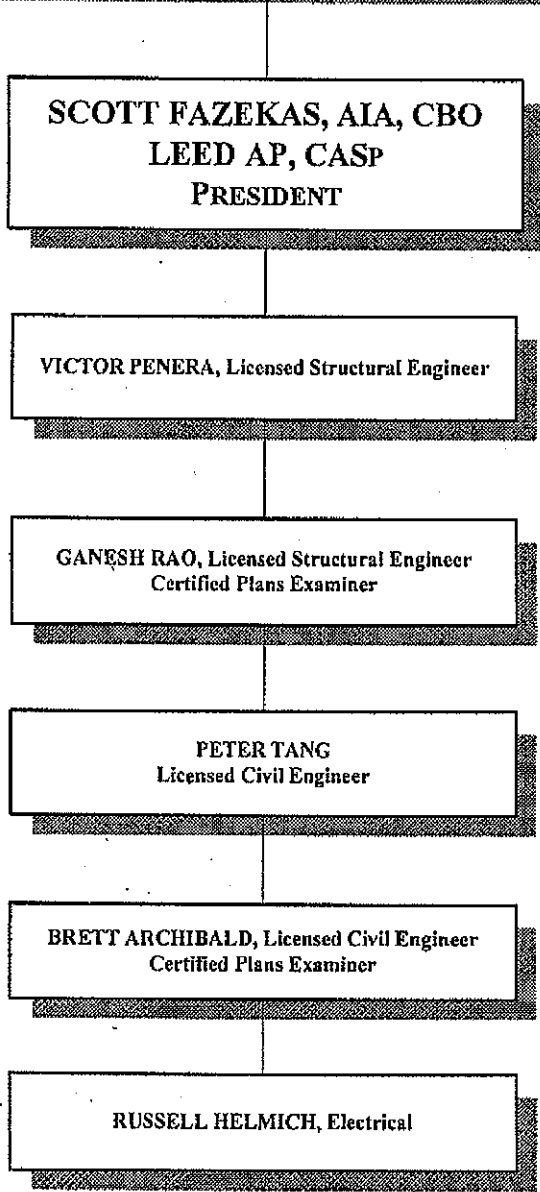 SCOTT FAZEKAS, AIA, CBO
LEED AP, CASP
PRESIDENT
VICTOR PENERA, Licensed Structural Engineer
GANESH RAO, Licensed Structural Engineer
Certified Plans Examiner
PETER TANG
Licensed Civil Engineer
BRETT ARCHIBALD, Licensed Civil Engineer
Certified Plans Examiner
RUSSELL HELMICH, Electrical